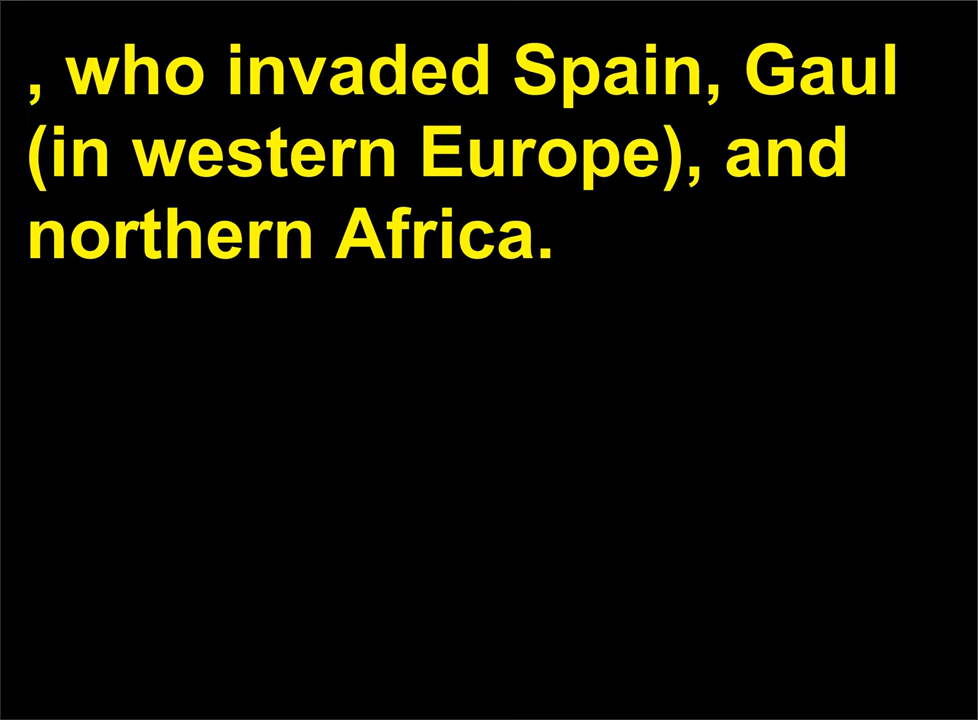 , who invaded Spain, Gaul
(in western Europe), and
northern Africa.